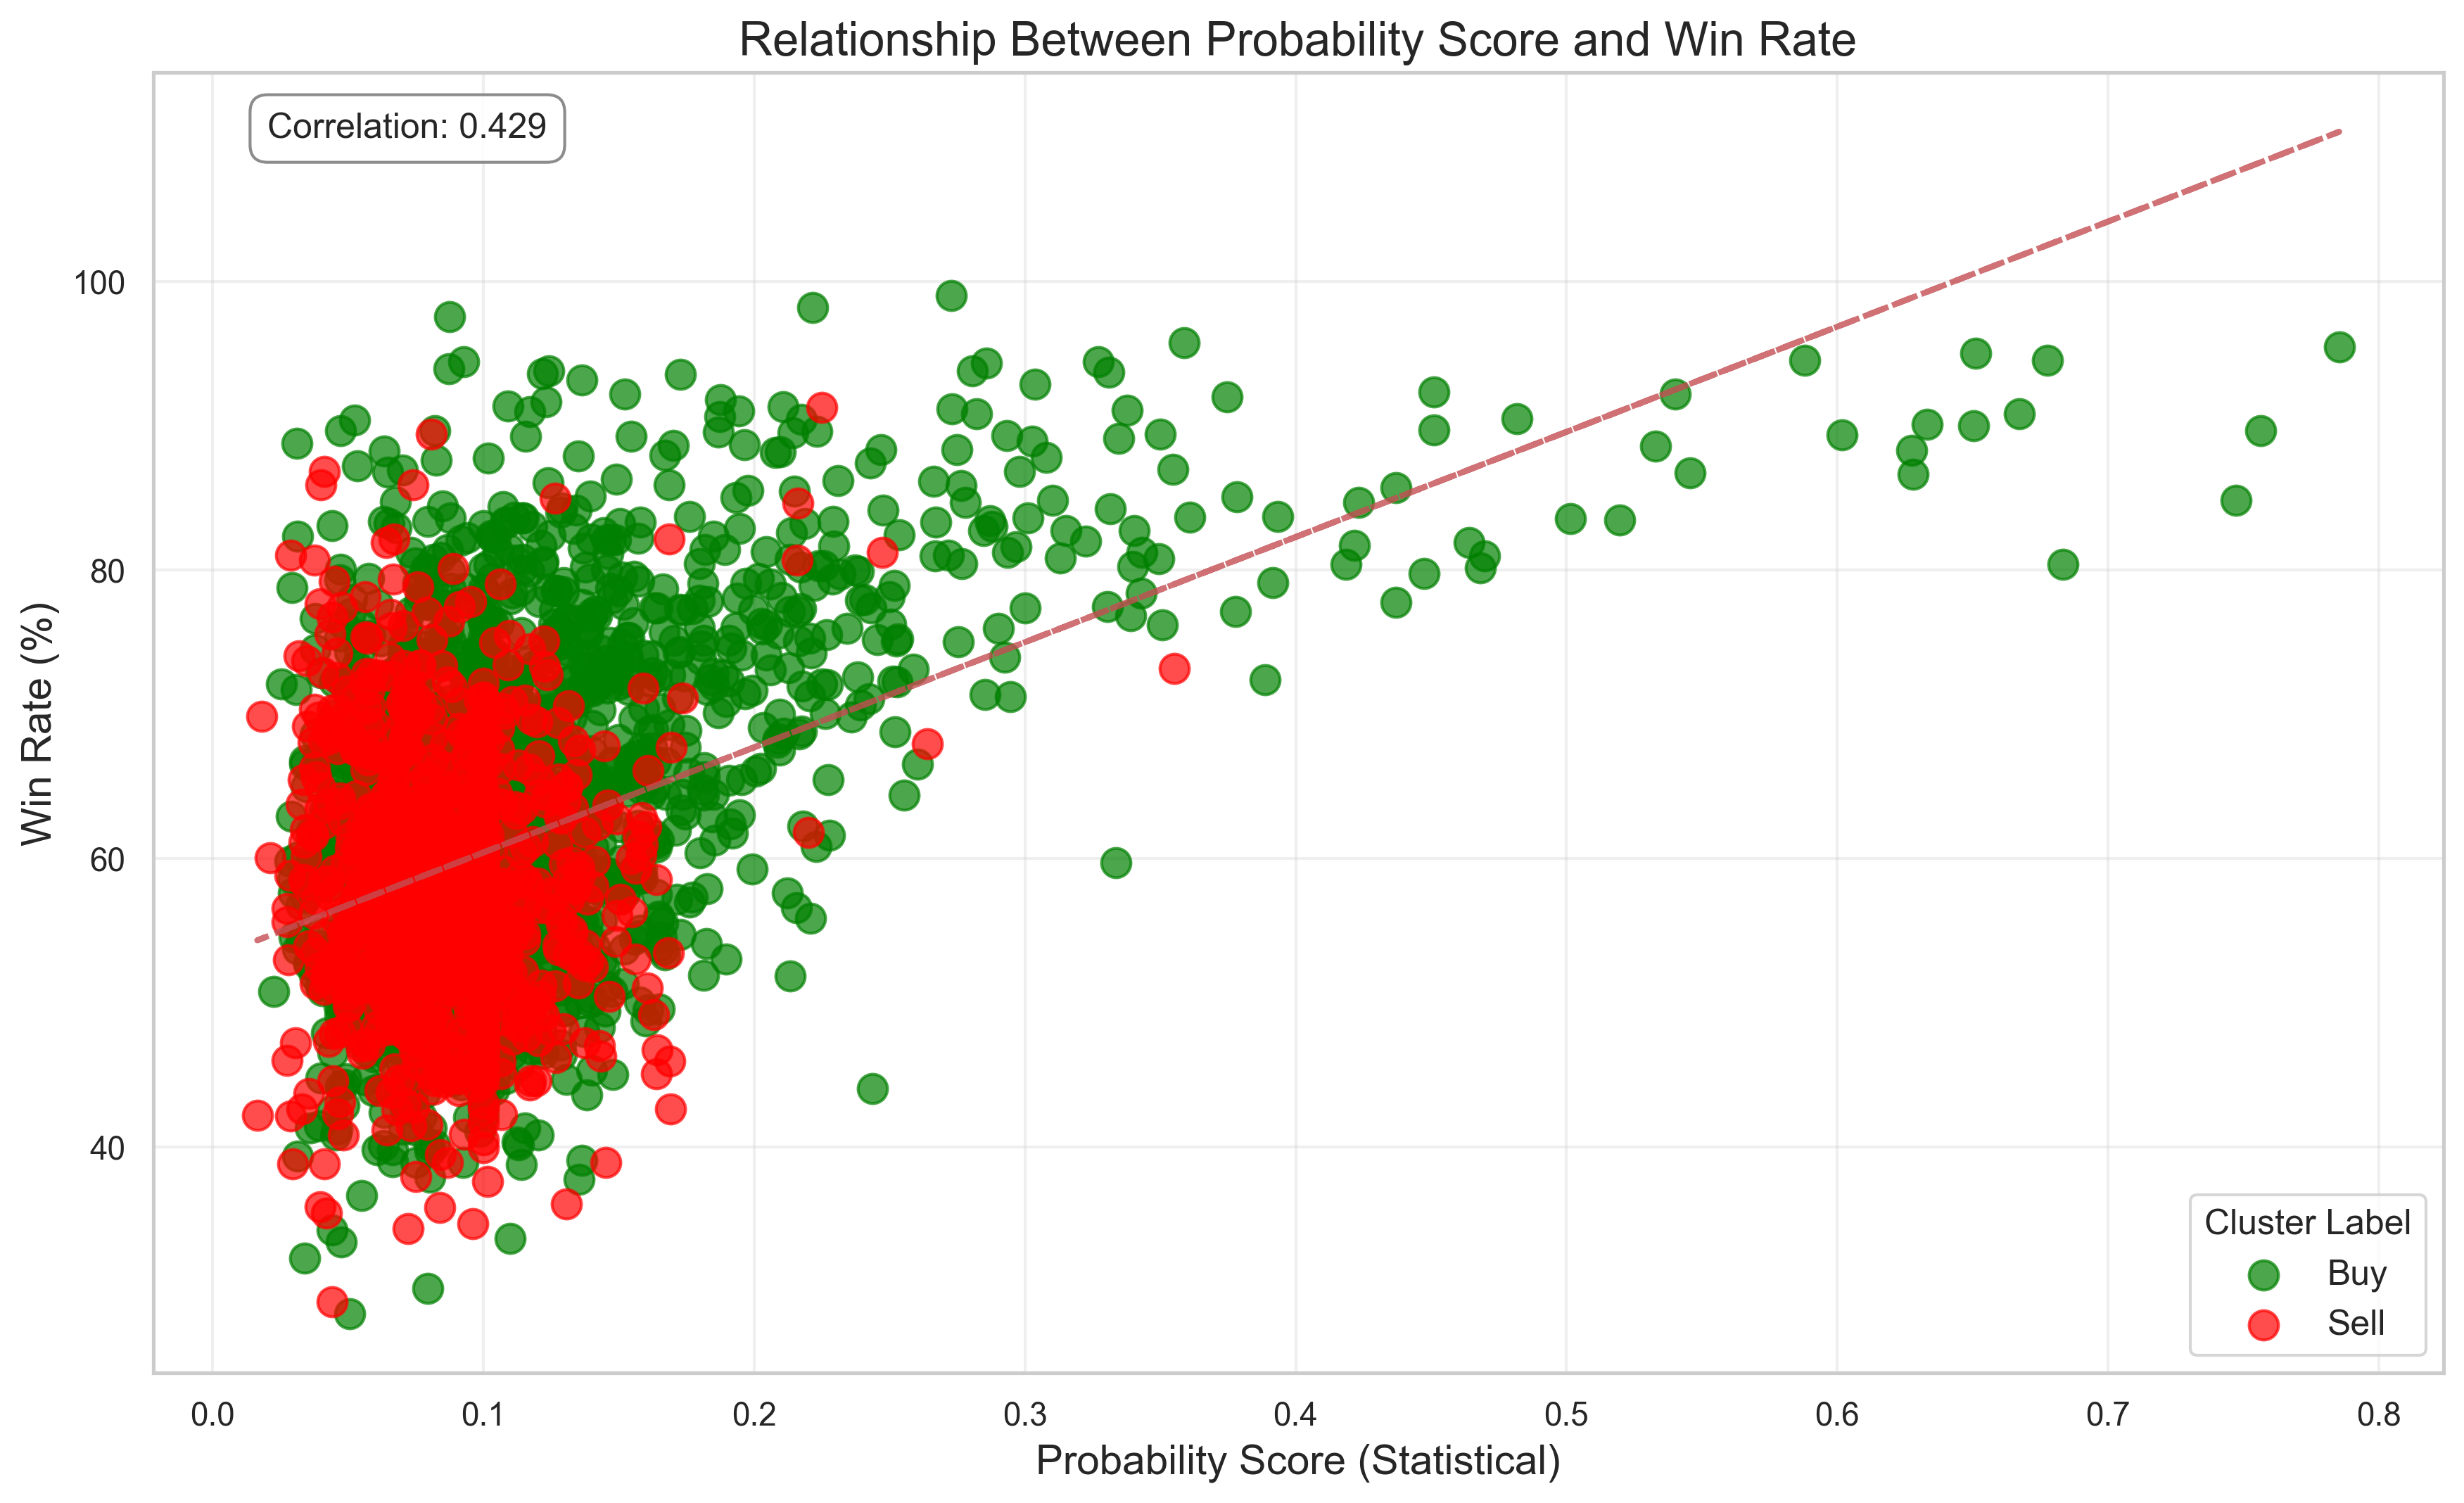 Relationship Between Probability Score and Win Rate
Correlation: 0.429
Win Rate (%)
100
80
60
40
0.0 0.1 0.2 0.3 0.4 0.5 0.6 0.7 0.8
Probability Score (Statistical)
Cluster Label
Buy
Sell